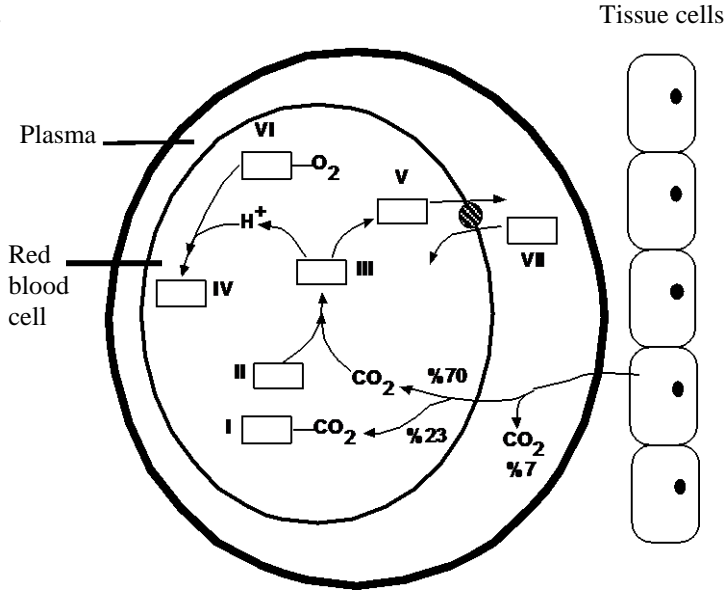 Tissue cells
Plasma
VI
O2
V
H+
Red
blood
cell
IV
III
VII
II
CO2
%70
I
CO2
%23
CO2
%7